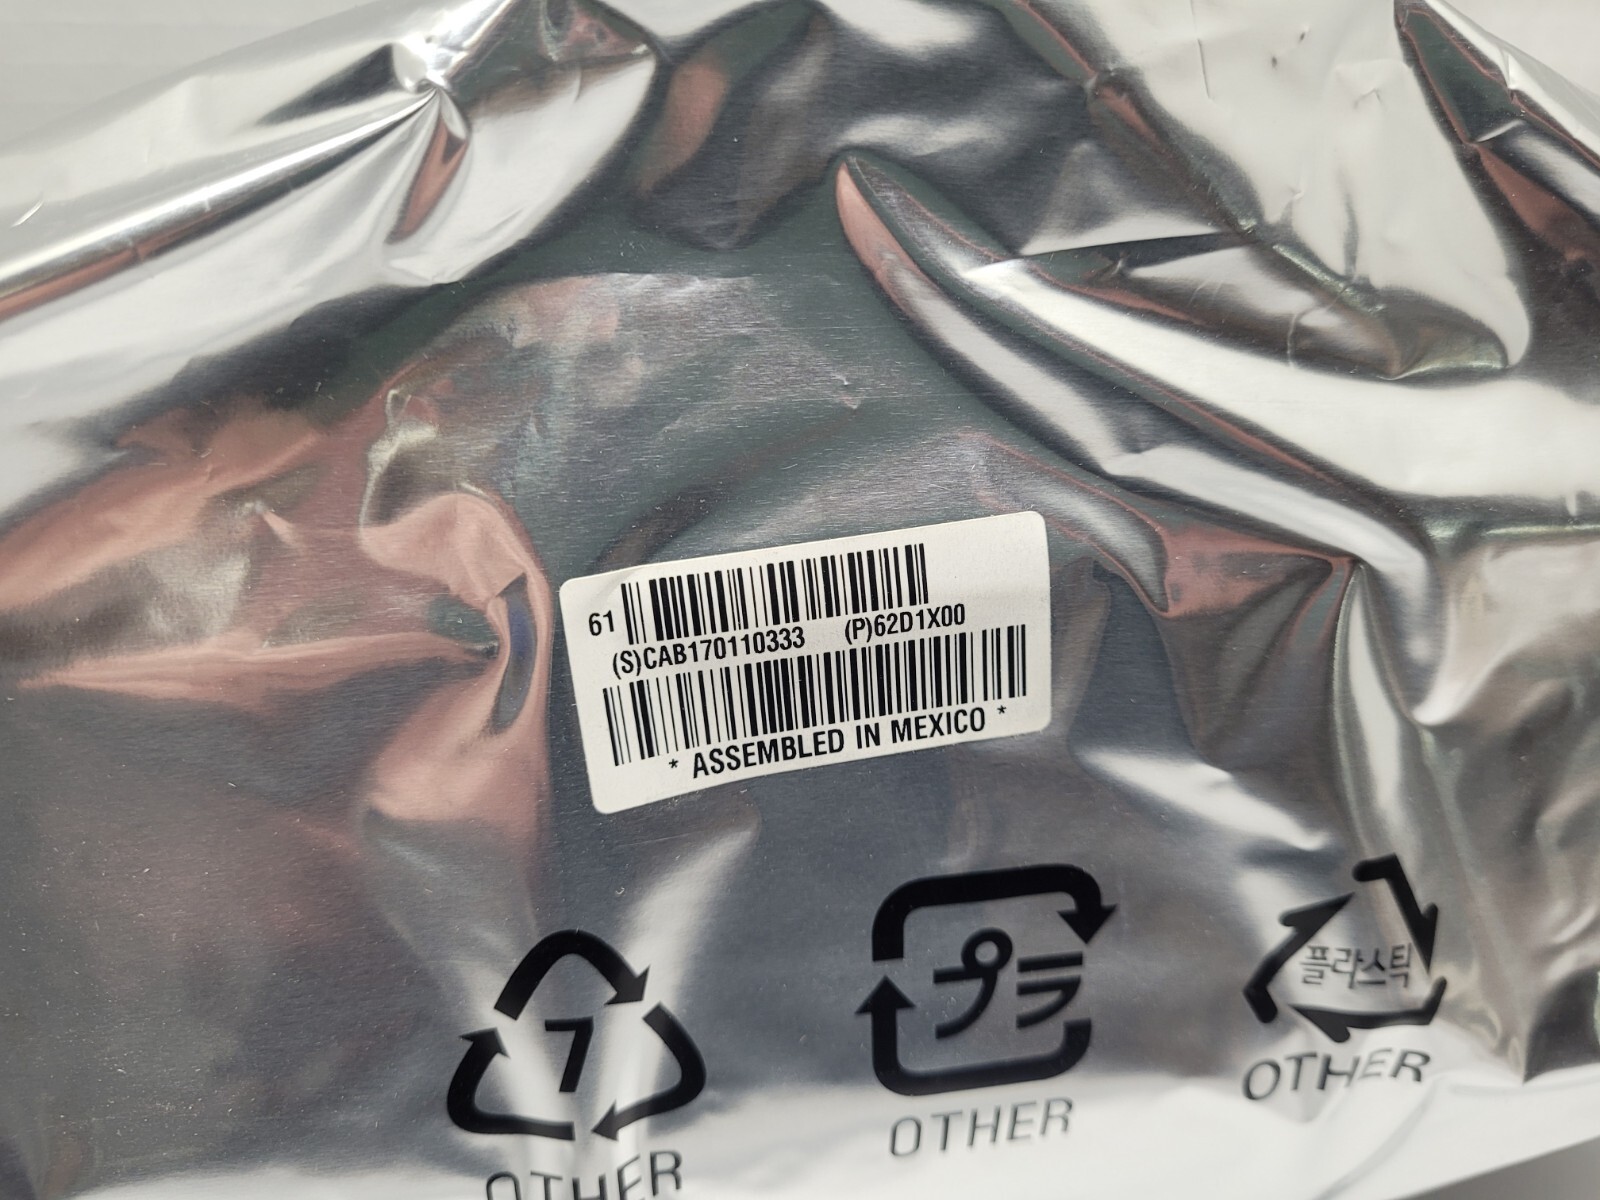 61
(S)CAB170110333 (P)62D1X00
* ASSEMBLED IN MEXICO *
7
OTHER
プラ
OTHER
플라스틱
OTHER